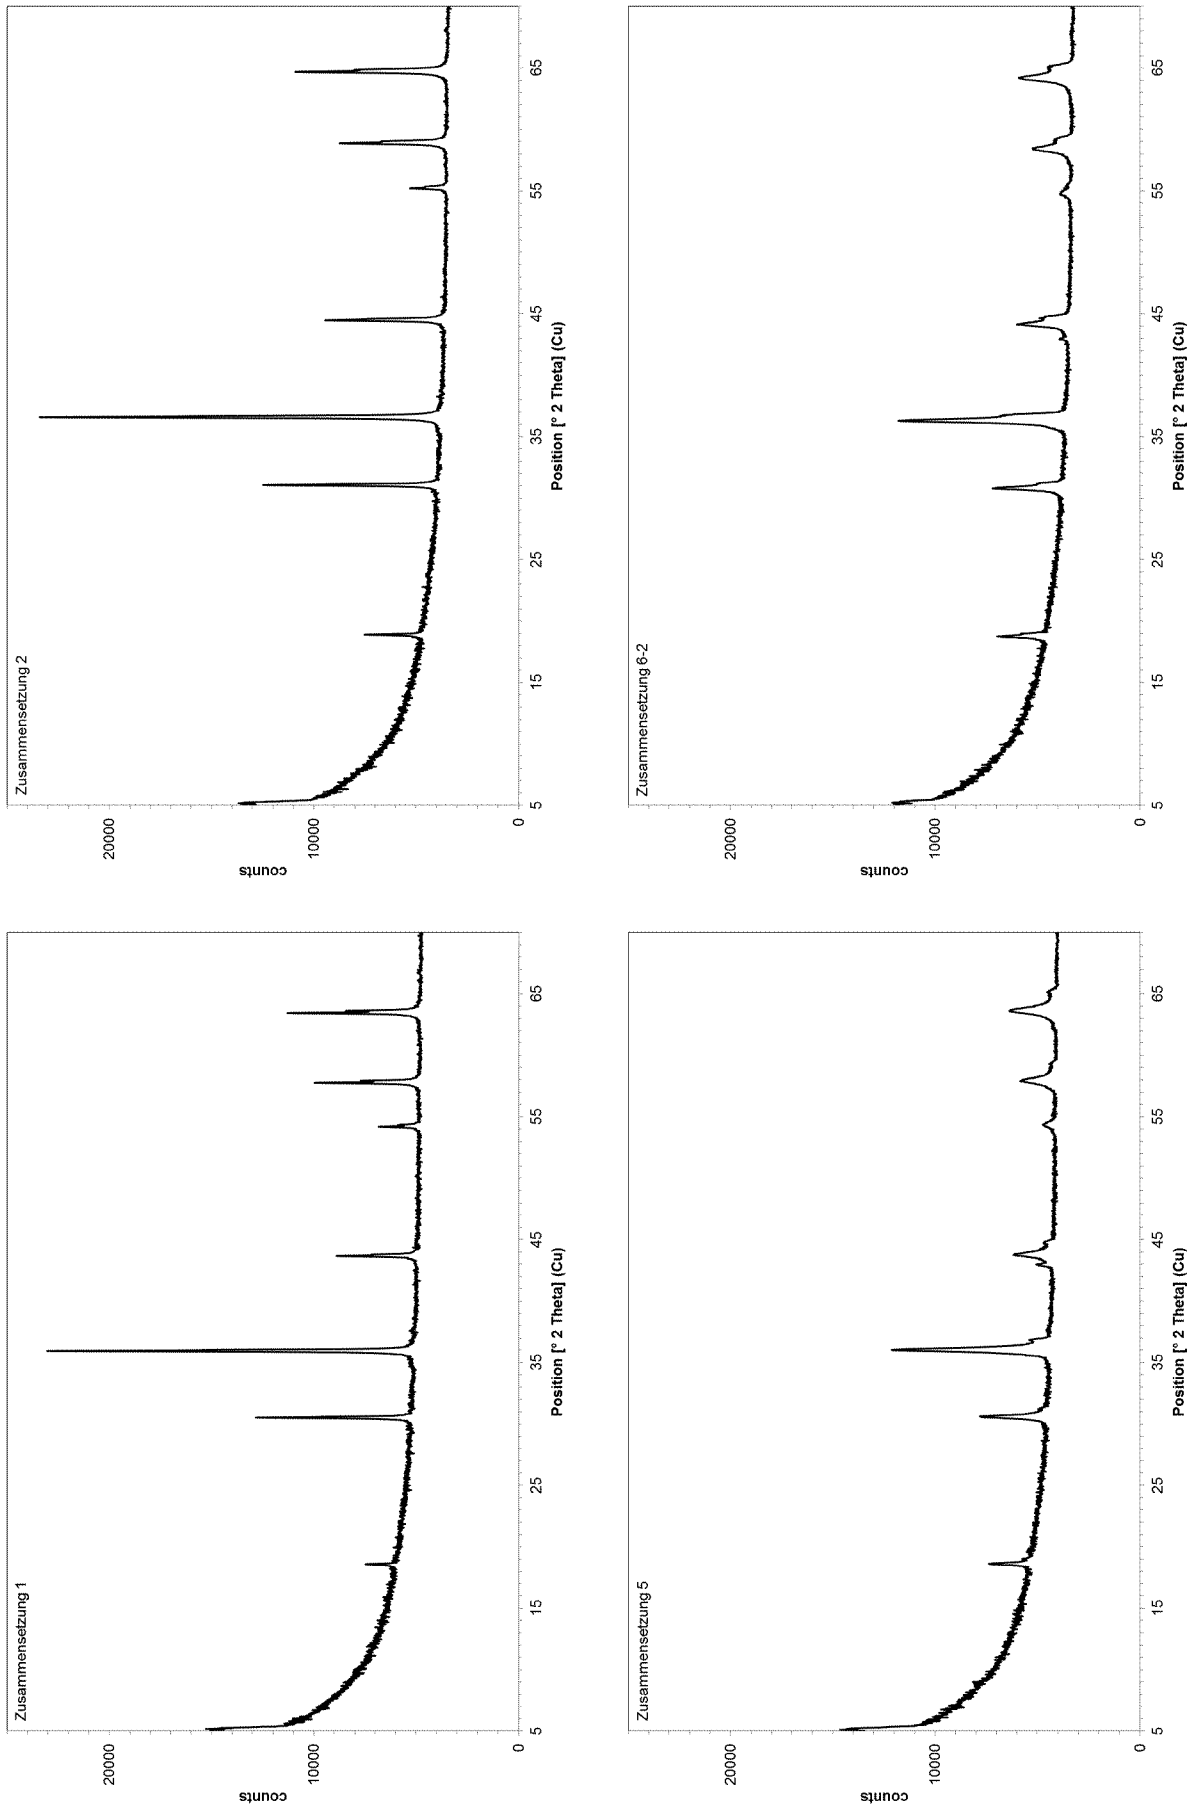 Zusammensetzung 1
counts
20000
10000
0
5 15 25 35 45 55 65
Position [° 2 Theta] (Cu)
Zusammensetzung 2
counts
20000
10000
0
5 15 25 35 45 55 65
Position [° 2 Theta] (Cu)
Zusammensetzung 5
counts
20000
10000
0
5 15 25 35 45 55 65
Position [° 2 Theta] (Cu)
Zusammensetzung 6-2
counts
20000
10000
0
5 15 25 35 45 55 65
Position [° 2 Theta] (Cu)